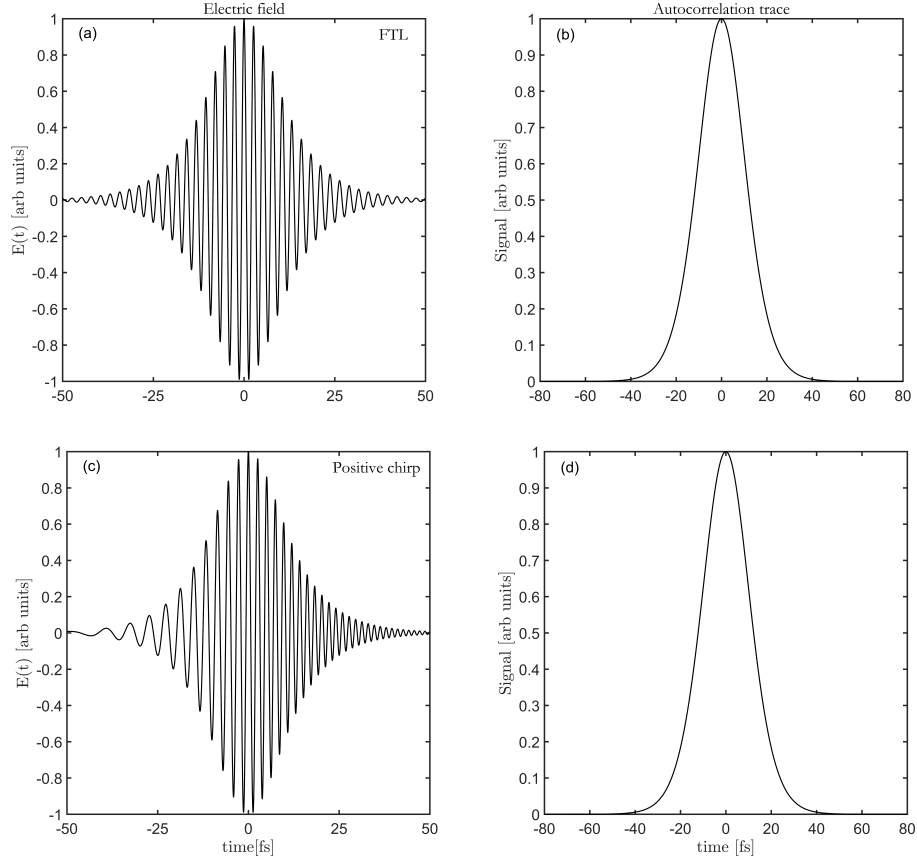 Electric field
(a)
FTL
1
0.8
0.6
0.4
0.2
0
-0.2
-0.4
-0.6
-0.8
-1
E(t) [arb units]
-50 -25 0 25 50
Autocorrelation trace
(b)
1
0.9
0.8
0.7
0.6
0.5
0.4
0.3
0.2
0.1
0
Signal [arb units]
-80 -60 -40 -20 0 20 40 60 80
(c)
Positive chirp
1
0.8
0.6
0.4
0.2
0
-0.2
-0.4
-0.6
-0.8
-1
E(t) [arb units]
-50 -25 0 25 50
time[fs]
(d)
1
0.9
0.8
0.7
0.6
0.5
0.4
0.3
0.2
0.1
0
Signal [arb units]
-80 -60 -40 -20 0 20 40 60 80
time [fs]